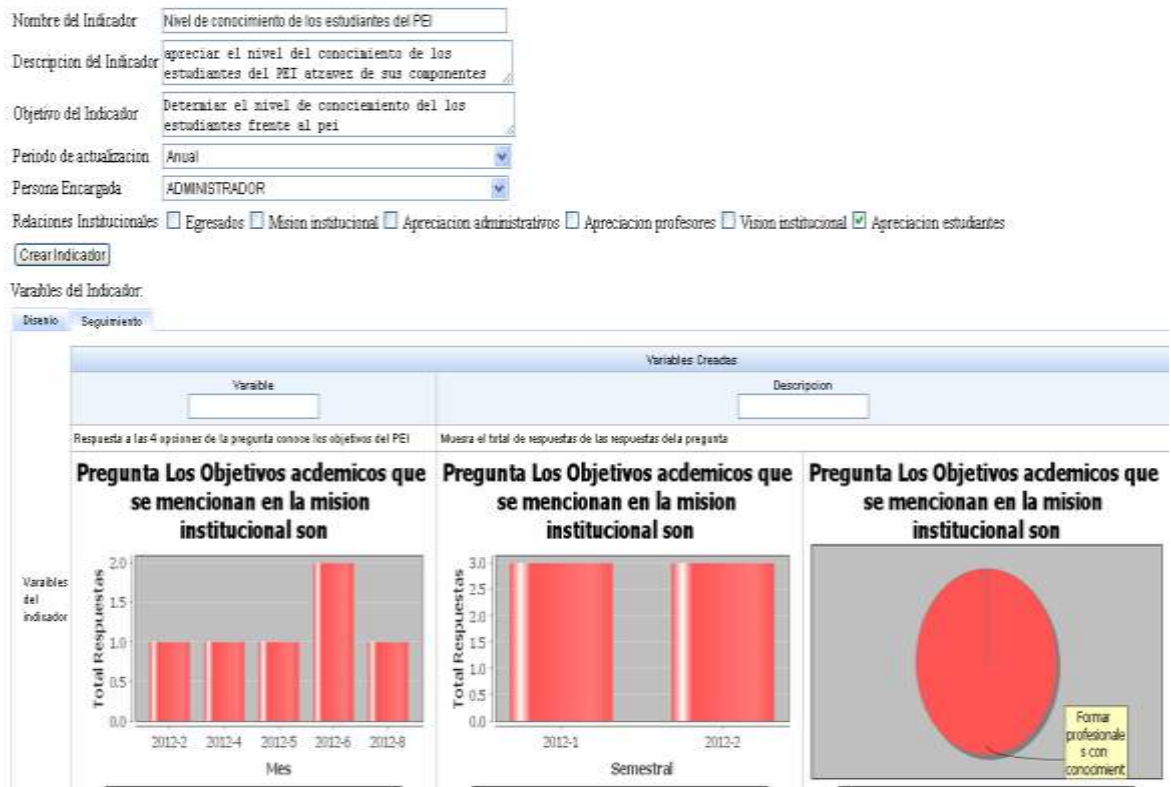 Nombre del Indicador Nivel de conocimiento de los estudiantes del PEI
Descripcion del Indicador apreciar el nivel del conocimiento de los
estudiantes del PEI atravez de sus componentes
Objetivo del Indicador Determiar el nivel de conociemiento del los
estudiantes frente al pei
Periodo de actualizacion Anual
Persona Encargada ADMINISTRADOR
Relaciones Institucionales Egresados Mision institucional Apreciacion administrativos Apreciacion profesores Vision institucional Apreciacion estudiantes
Crear Indicador
Varaibles del Indicador:
Disenio Seguimiento
Variables Creadas
Varaible Descripcion
Respuesta a las 4 opsiones de la pregunta conoce los objetivos del PEI Muesra el total de respuestas de las respuestas dela pregunta
Varaibles
del
indicador
Pregunta Los Objetivos acdemicos que
se mencionan en la mision
institucional son
Total Respuestas
2.0
1.5
1.0
0.5
0.0
2012-2 2012-4 2012-5 2012-6 2012-8
Mes
Pregunta Los Objetivos acdemicos que
se mencionan en la mision
institucional son
Total Respuestas
3.0
2.5
2.0
1.5
1.0
0.5
0.0
2012-1 2012-2
Semestral
Pregunta Los Objetivos acdemicos que
se mencionan en la mision
institucional son
Formar
profesionale
s con
conocimient